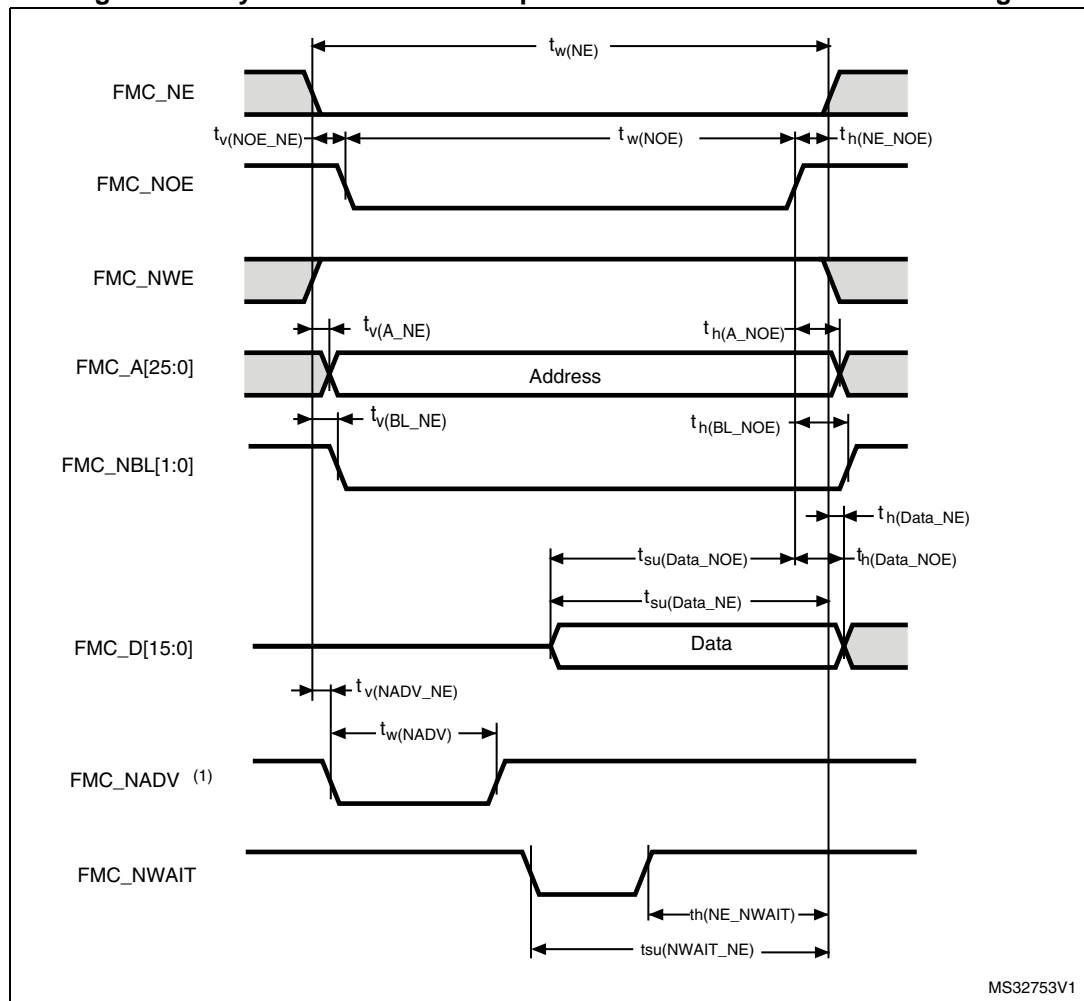 tw(NE)
FMC_NE
tv(NOE_NE)
tw(NOE)
th(NE_NOE)
FMC_NOE
FMC_NWE
tv(A_NE)
th(A_NOE)
FMC_A[25:0]
Address
tv(BL_NE)
th(BL_NOE)
FMC_NBL[1:0]
th(Data_NE)
tsu(Data_NOE)
th(Data_NOE)
tsu(Data_NE)
FMC_D[15:0]
Data
tv(NADV_NE)
tw(NADV)
FMC_NADV (1)
FMC_NWAIT
th(NE_NWAIT)
tsu(NWAIT_NE)
MS32753V1